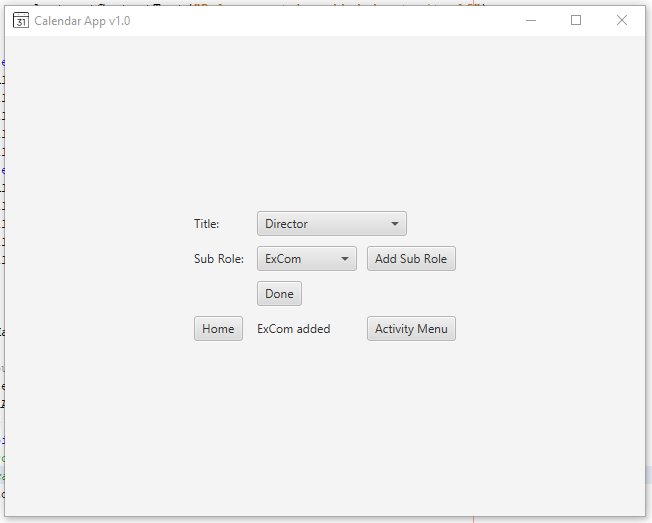 Calendar App v1.0
Title: Director
Sub Role: ExCom Add Sub Role
Done
Home ExCom added Activity Menu